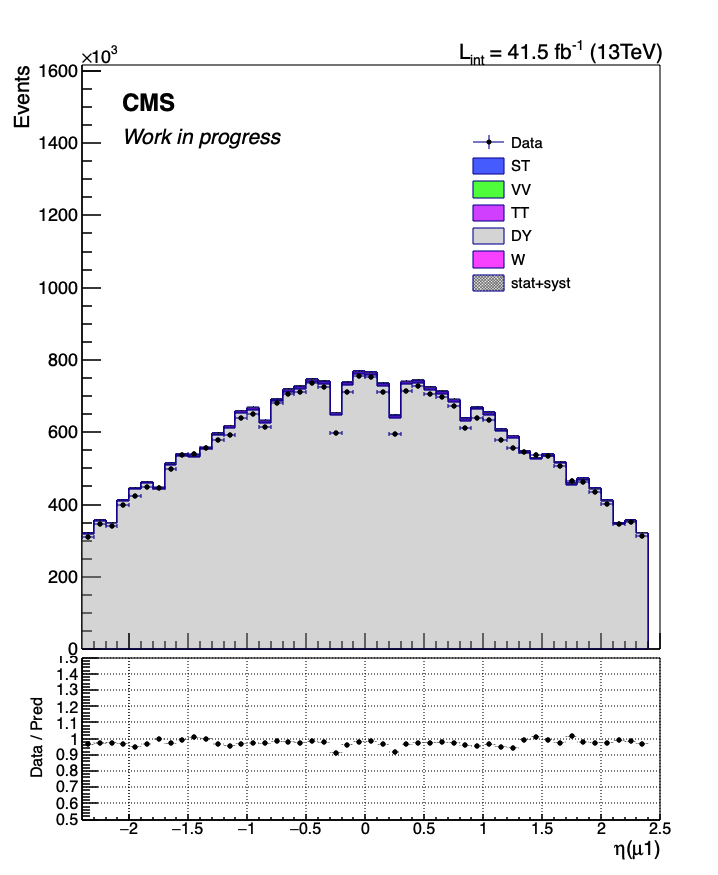 ×10³
L_int = 41.5 fb⁻¹ (13TeV)
Events
1600
1400
1200
1000
800
600
400
200
0
CMS
Work in progress
Data
ST
VV
TT
DY
W
stat+syst
Data / Pred
1.5
1.4
1.3
1.2
1.1
1
0.9
0.8
0.7
0.6
0.5
−2 −1.5 −1 −0.5 0 0.5 1 1.5 2 2.5
η(μ1)